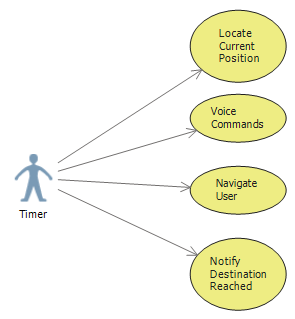 Locate
Current
Position
Voice
Commands
Navigate
User
Timer
Notify
Destination
Reached